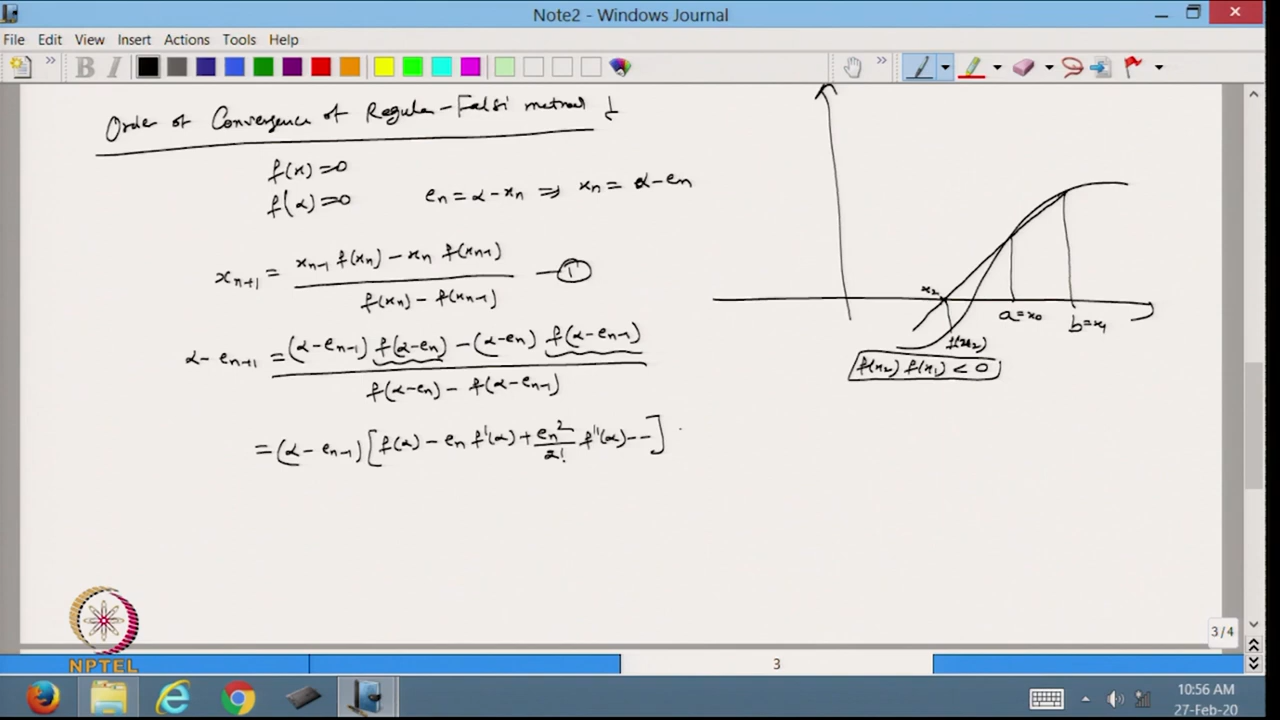 Note2 - Windows Journal
File Edit View Insert Actions Tools Help
Order of Convergence of Regular-Falsi method
f(x)=0
f(α)=0 en = α-xn ⇒ xn = α-en
xn+1 = xn-1 f(xn) - xn f(xn-1) / f(xn) - f(xn-1) —①
α-en+1 = (α-en-1) f(α-en) - (α-en) f(α-en-1) / f(α-en) - f(α-en-1)
= (α-en-1) [f(α) - en f'(α) + en²/2! f''(α) --]
x2
a=x0
b=x1
f(x2)
f(x2) f(x1) < 0
3/4
NPTEL
3
10:56 AM
27-Feb-20